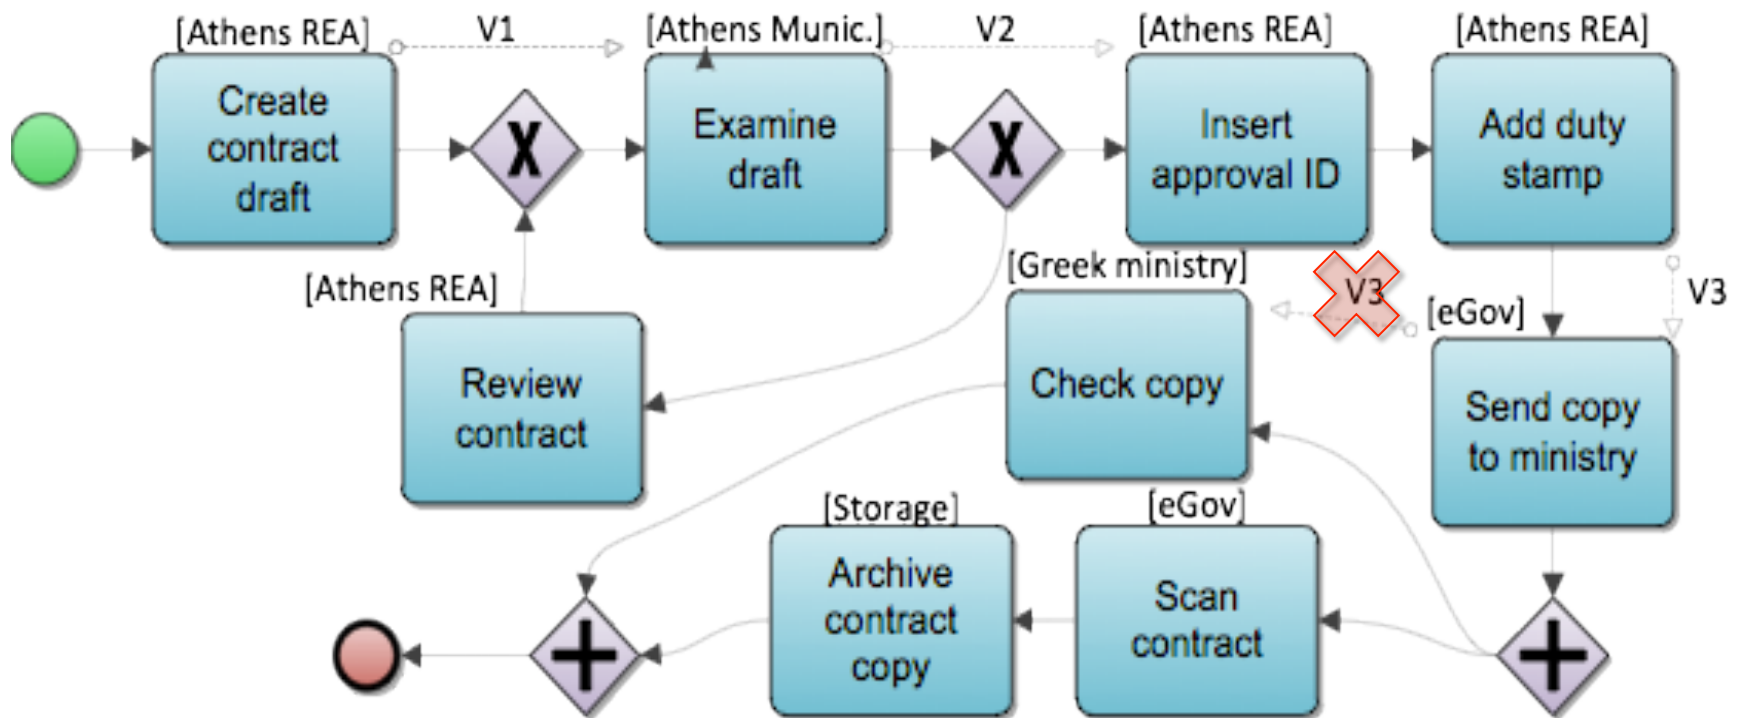 [Athens REA]
V1
[Athens Munic.]
V2
[Athens REA]
[Athens REA]
Create
contract
draft
X
Examine
draft
X
Insert
approval ID
Add duty
stamp
[Athens REA]
[Greek ministry]
V3
[eGov]
V3
Review
contract
Check copy
Send copy
to ministry
[Storage]
[eGov]
Archive
contract
copy
Scan
contract